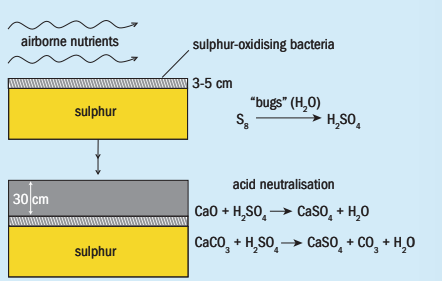 airborne nutrients
sulphur-oxidising bacteria
3-5 cm
"bugs" (H₂O)
sulphur
S₈ ⟶ H₂SO₄
acid neutralisation
30 cm
CaO + H₂SO₄ ⟶ CaSO₄ + H₂O
CaCO₃ + H₂SO₄ ⟶ CaSO₄ + CO₂ + H₂O
sulphur